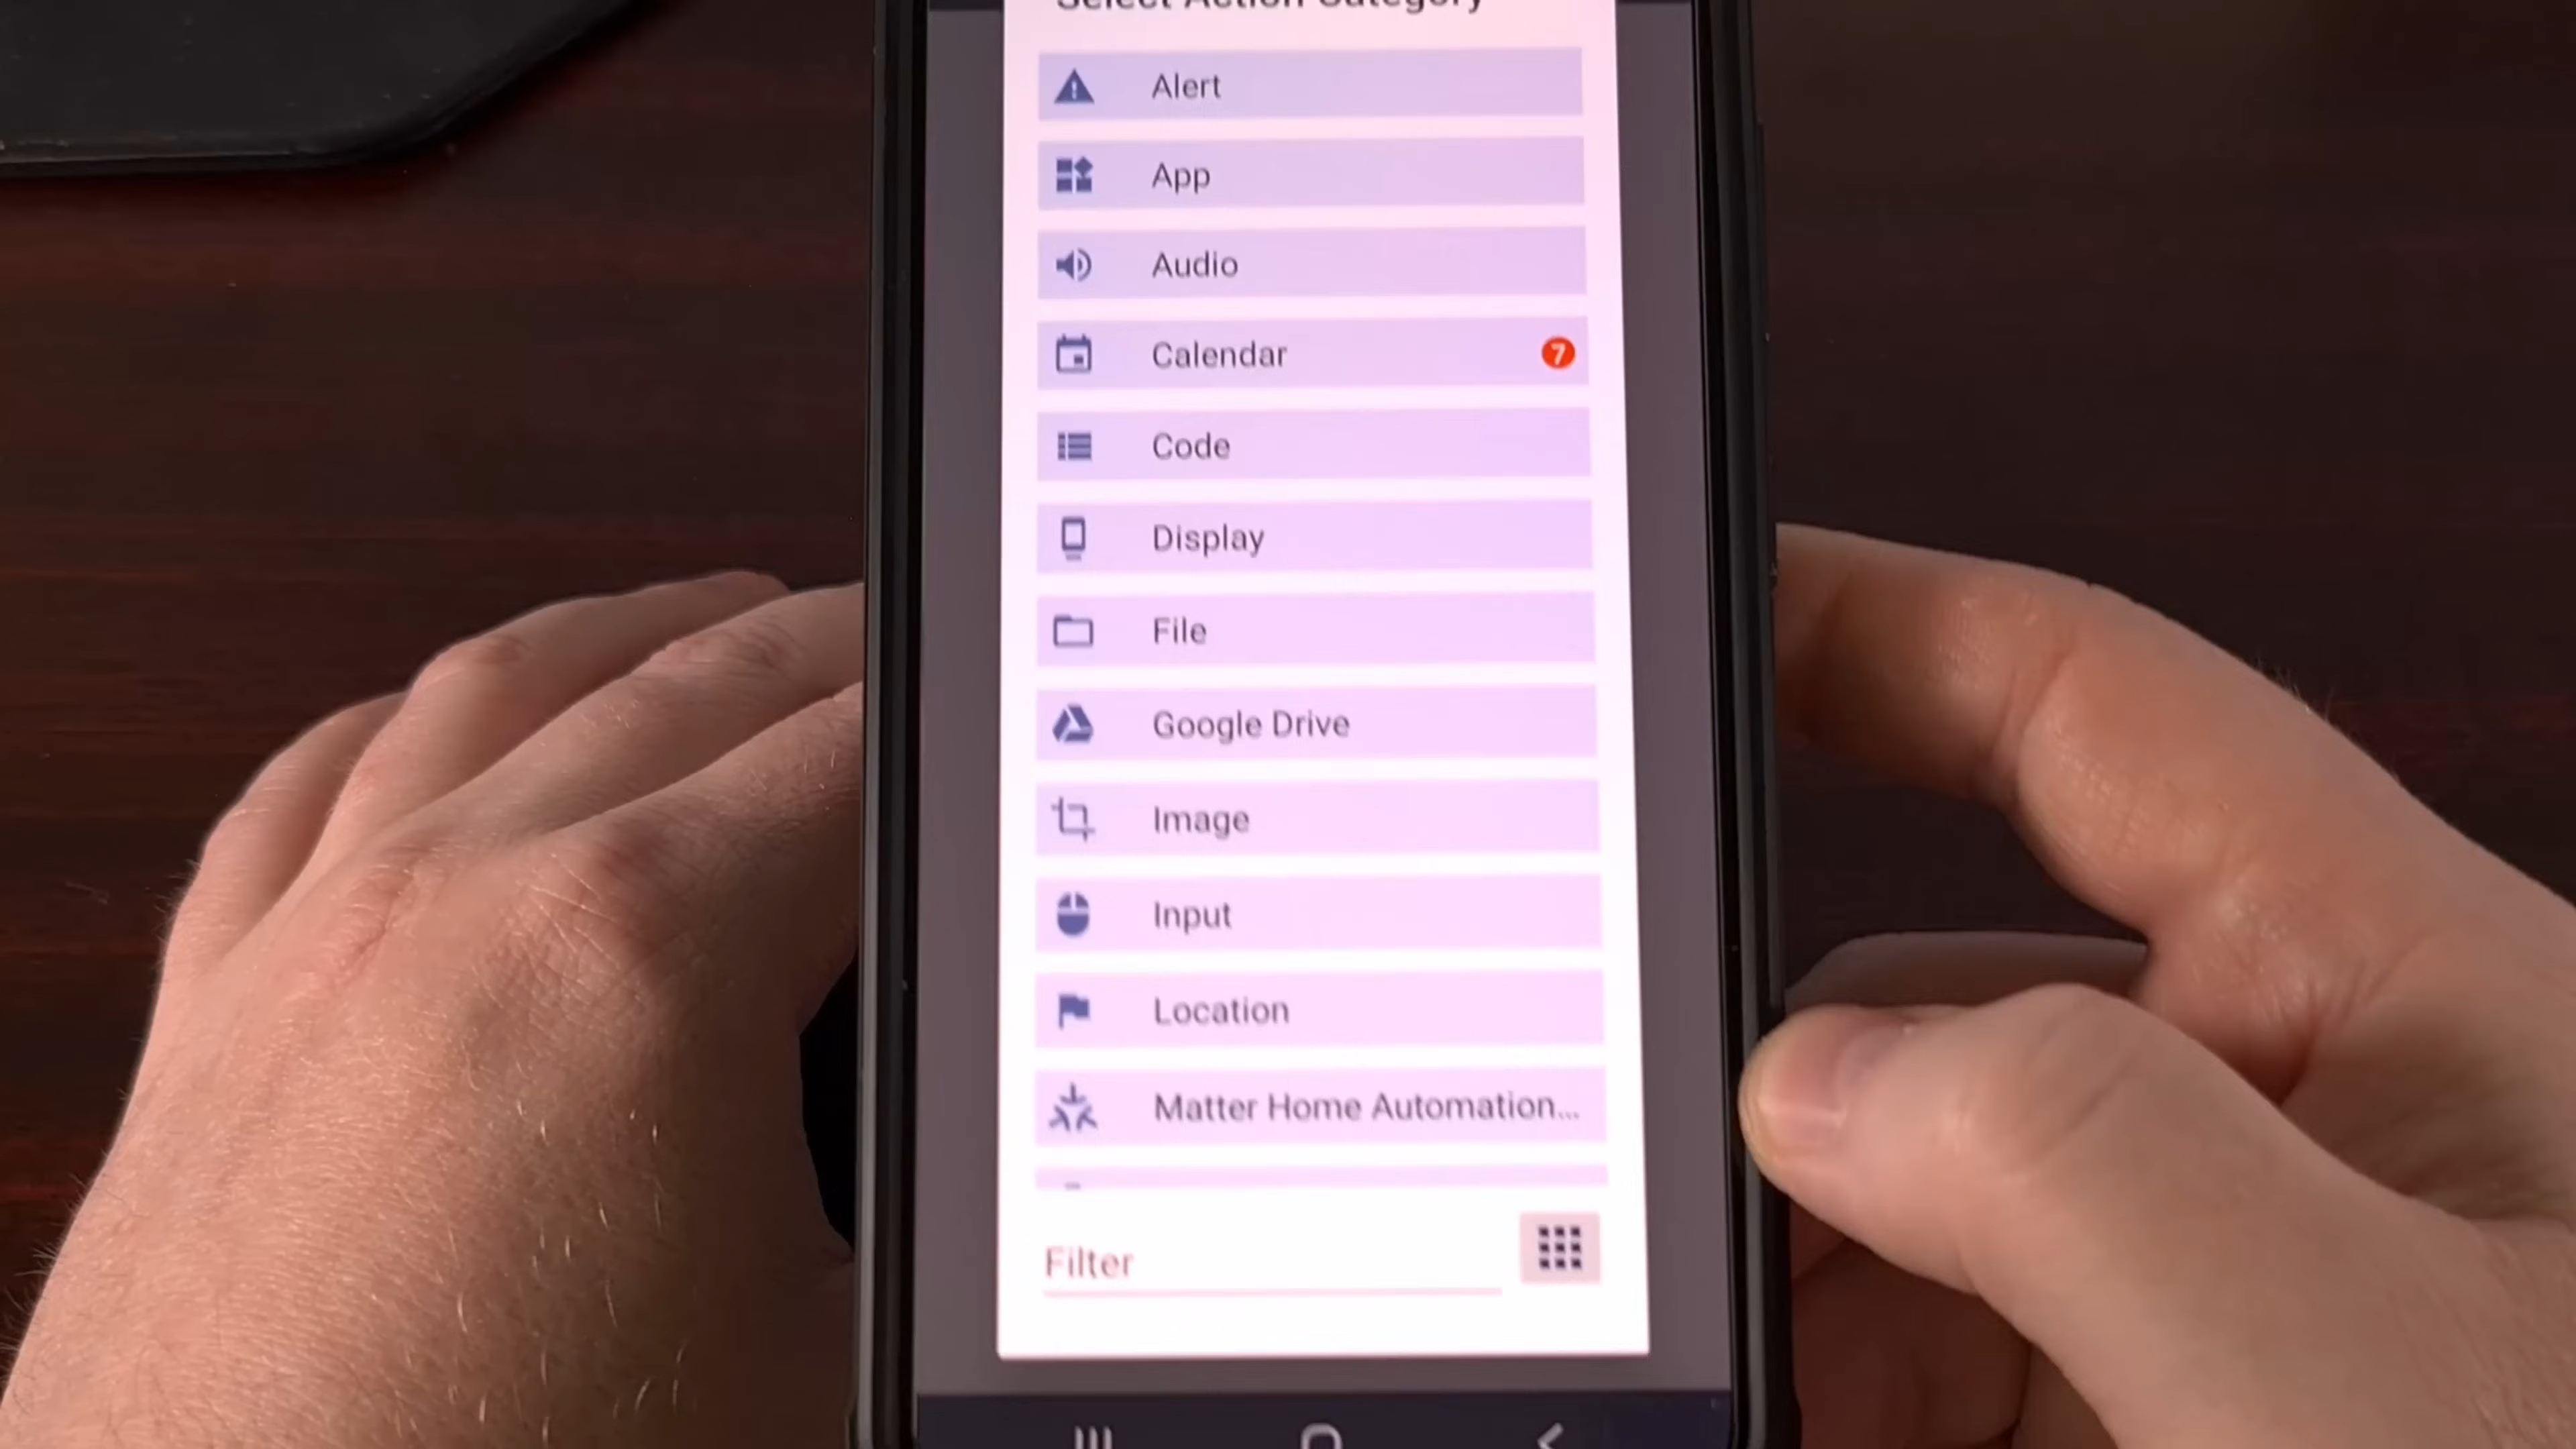 Select Action Category
Alert
App
Audio
Calendar
7
Code
Display
File
Google Drive
Image
Input
Location
Matter Home Automation...
Filter